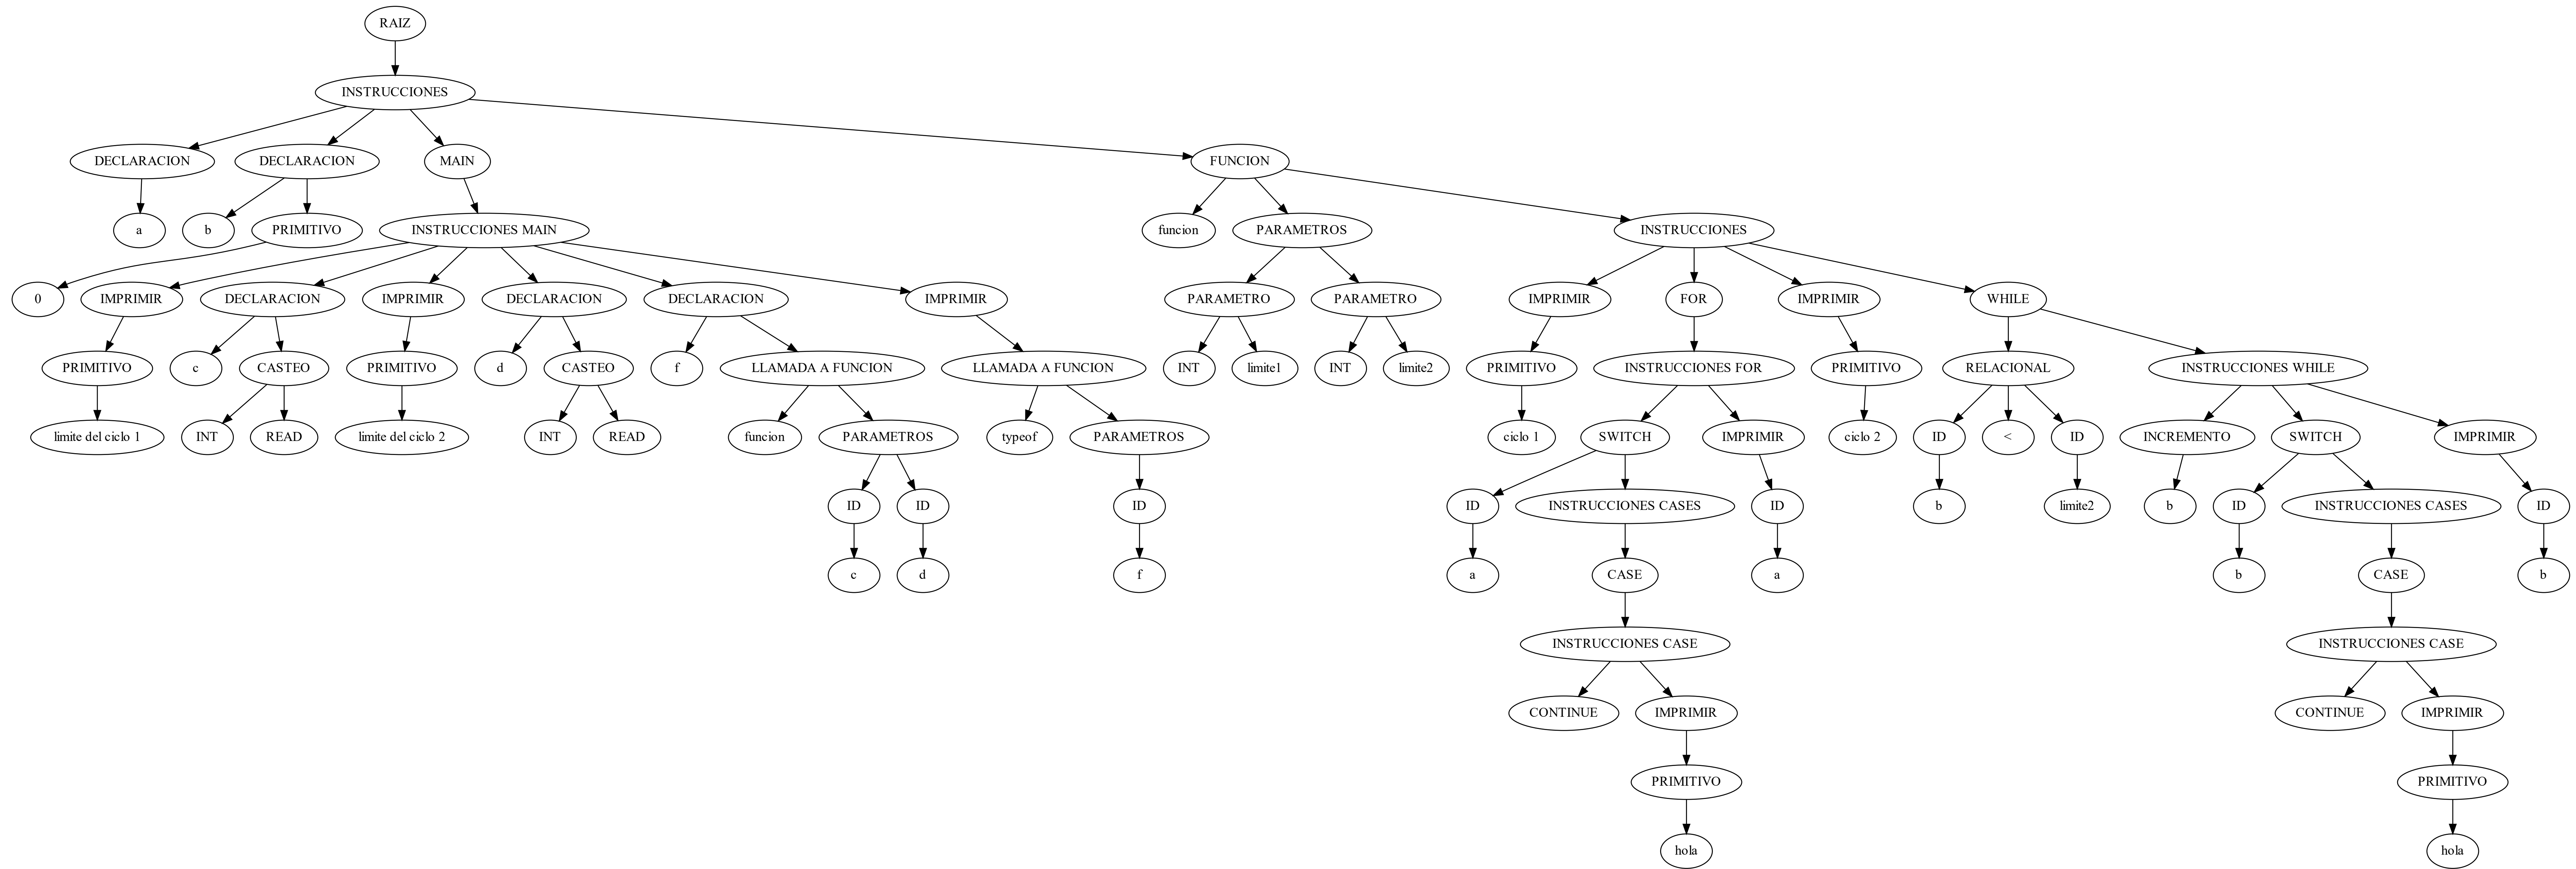 RAIZ
INSTRUCCIONES
DECLARACION DECLARACION MAIN FUNCION
a b PRIMITIVO INSTRUCCIONES MAIN funcion PARAMETROS INSTRUCCIONES
0 IMPRIMIR DECLARACION IMPRIMIR DECLARACION DECLARACION IMPRIMIR PARAMETRO PARAMETRO IMPRIMIR FOR IMPRIMIR WHILE
PRIMITIVO c CASTEO PRIMITIVO d CASTEO f LLAMADA A FUNCION LLAMADA A FUNCION INT limite1 INT limite2 PRIMITIVO INSTRUCCIONES FOR PRIMITIVO RELACIONAL INSTRUCCIONES WHILE
limite del ciclo 1 INT READ limite del ciclo 2 INT READ funcion PARAMETROS typeof PARAMETROS ciclo 1 SWITCH IMPRIMIR ciclo 2 ID < ID INCREMENTO SWITCH IMPRIMIR
ID ID ID ID INSTRUCCIONES CASES ID b limite2 b ID INSTRUCCIONES CASES ID
c d f a CASE a b CASE b
INSTRUCCIONES CASE INSTRUCCIONES CASE
CONTINUE IMPRIMIR CONTINUE IMPRIMIR
PRIMITIVO PRIMITIVO
hola hola